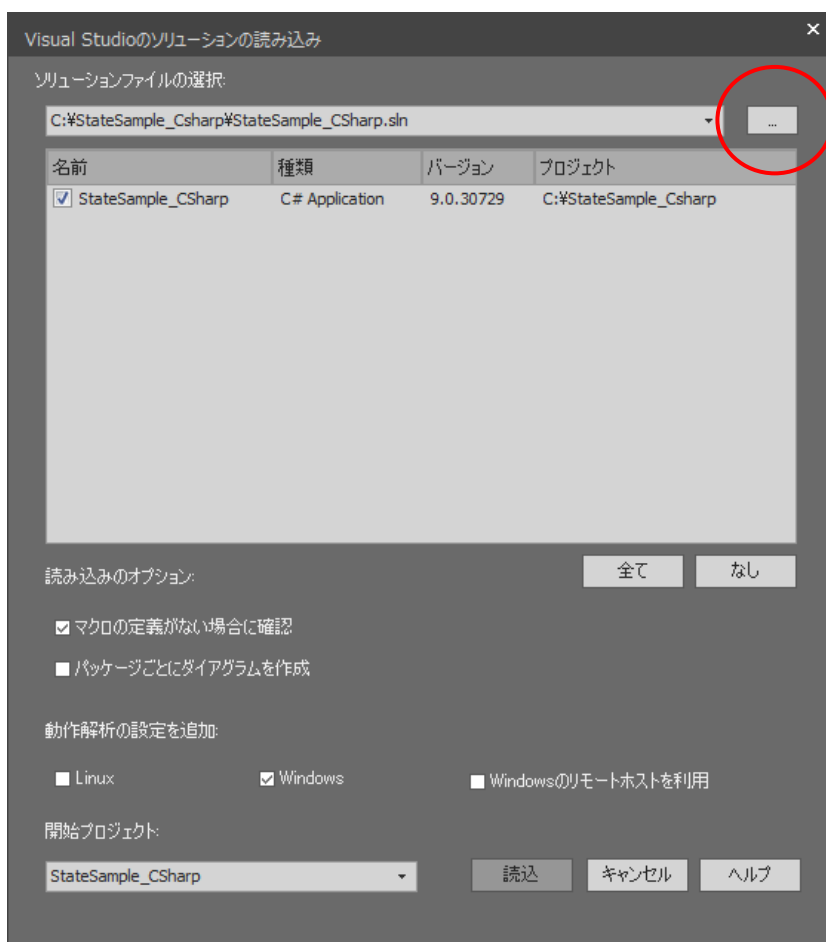 Visual Studioのソリューションの読み込み ×
ソリューションファイルの選択:
C:¥StateSample_Csharp¥StateSample_CSharp.sln ...
名前 種類 バージョン プロジェクト
StateSample_CSharp C# Application 9.0.30729 C:¥StateSample_Csharp
読み込みのオプション: 全て なし
マクロの定義がない場合に確認
パッケージごとにダイアグラムを作成
動作解析の設定を追加:
Linux Windows Windowsのリモートホストを利用
開始プロジェクト:
StateSample_CSharp 読込 キャンセル ヘルプ